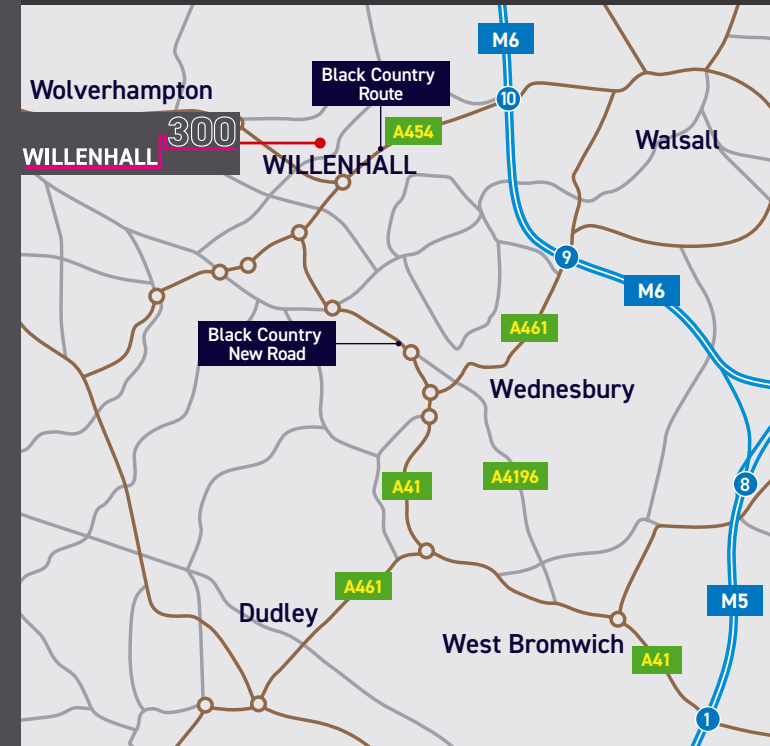 M6
Wolverhampton
Black Country
Route
10
300
A454
Walsall
WILLENHALL
WILLENHALL
9
M6
A461
Black Country
New Road
Wednesbury
A4196
A41
8
A461
M5
Dudley
West Bromwich
A41
1